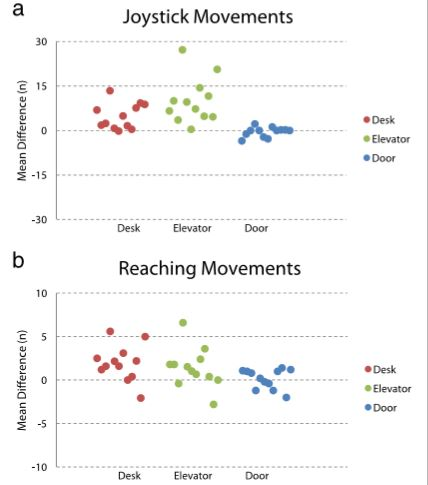 a
Joystick Movements
30
15
0
-15
-30
Mean Difference (n)
Desk
Elevator
Door
Desk Elevator Door
b
Reaching Movements
10
5
0
-5
-10
Mean Difference (n)
Desk
Elevator
Door
Desk Elevator Door